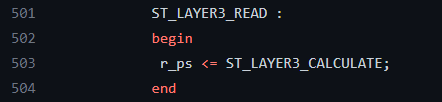 501 ST_LAYER3_READ :
502 begin
503 r_ps <= ST_LAYER3_CALCULATE;
504 end